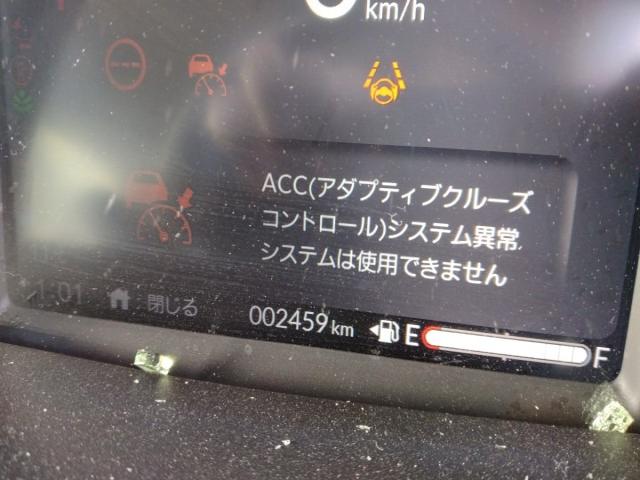 km/h
ACC(アダプティブクルーズ
コントロール)システム異常
システムは使用できません
閉じる
002459 km
E
F